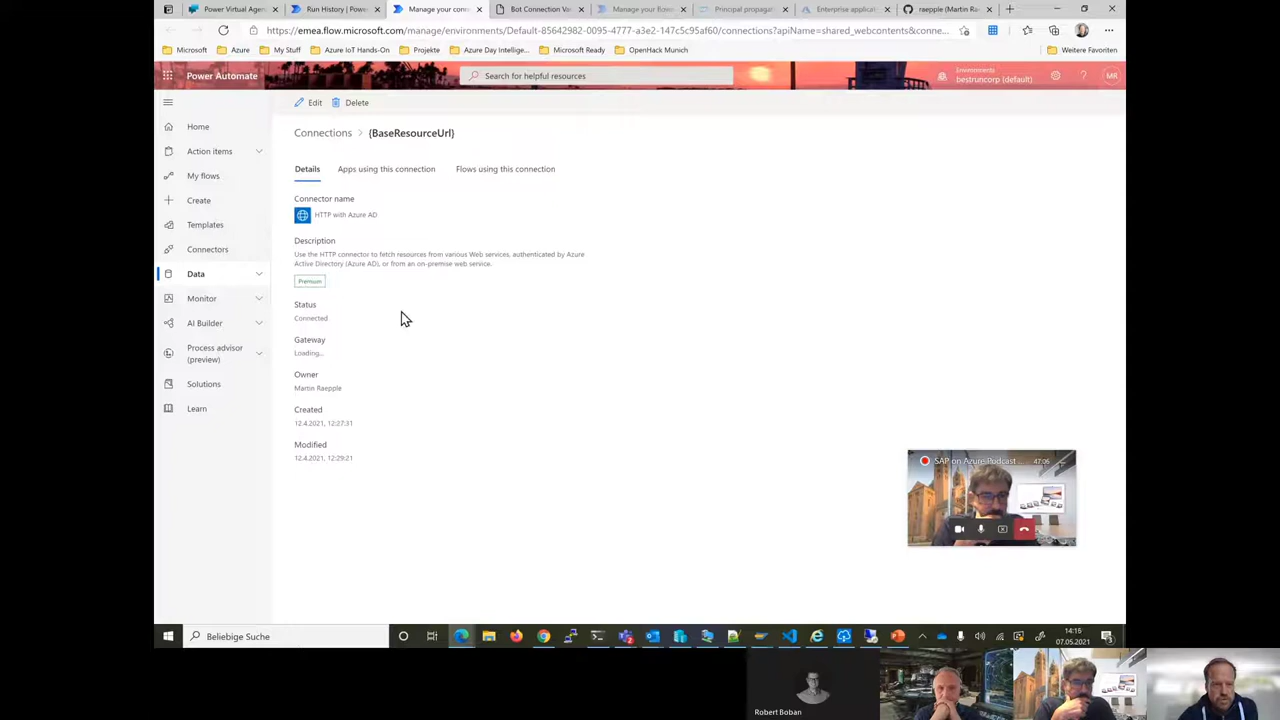 Power Virtual Agen
Run History | Powe
Manage your conn
Bot Connection Va
Manage your flows
Principal propagati
Enterprise applicati
raepple (Martin Ra
https://emea.flow.microsoft.com/manage/environments/Default-85642982-0095-4777-a3e2-147c5c95af60/connections?apiName=shared_webcontents&conne...
Microsoft
Azure
My Stuff
Azure IoT Hands-On
Projekte
Azure Day Intellige...
Microsoft Ready
OpenHack Munich
Weitere Favoriten
Power Automate
Search for helpful resources
Environments
bestruncorp (default)
MR
Edit
Delete
Home
Action items
My flows
Create
Templates
Connectors
Data
Monitor
AI Builder
Process advisor
(preview)
Solutions
Learn
Connections > {BaseResourceUrl}
Details
Apps using this connection
Flows using this connection
Connector name
HTTP with Azure AD
Description
Use the HTTP connector to fetch resources from various Web services, authenticated by Azure
Active Directory (Azure AD), or from an on-premise web service.
Premium
Status
Connected
Gateway
Loading...
Owner
Martin Raepple
Created
12.4.2021, 12:27:31
Modified
12.4.2021, 12:29:21
SAP on Azure Podcast ...
47:06
Beliebige Suche
14:15
07.05.2021
3
Robert Boban